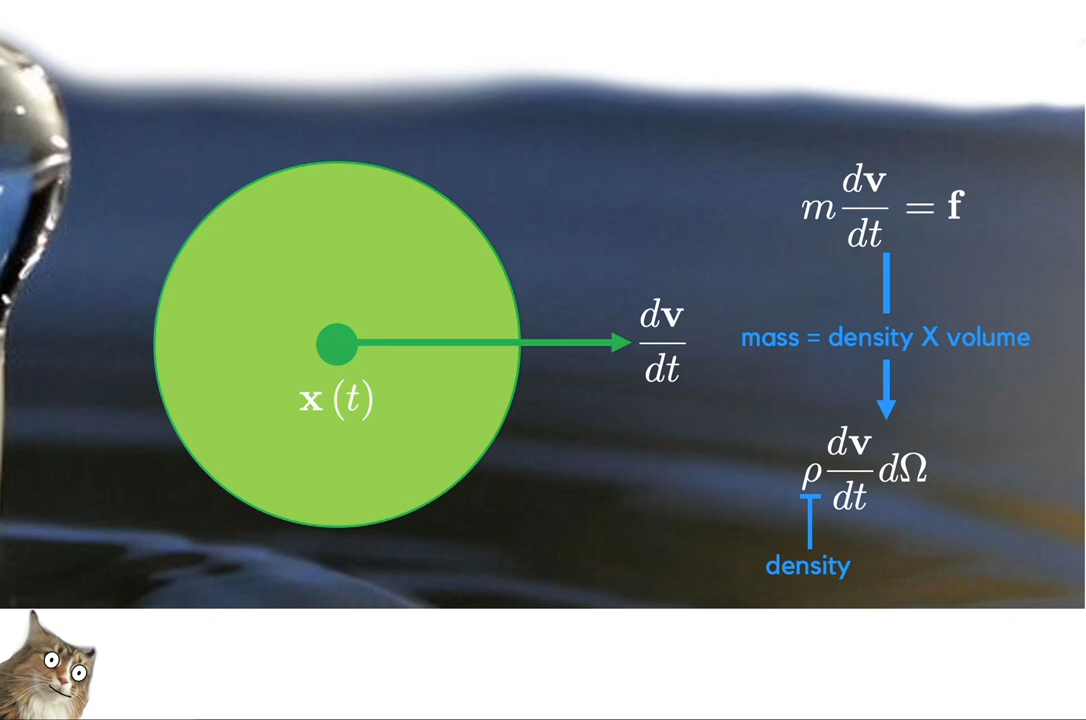 m d𝐯/dt = 𝐟
d𝐯/dt
mass = density X volume
𝐱 (t)
ρ d𝐯/dt dΩ
density